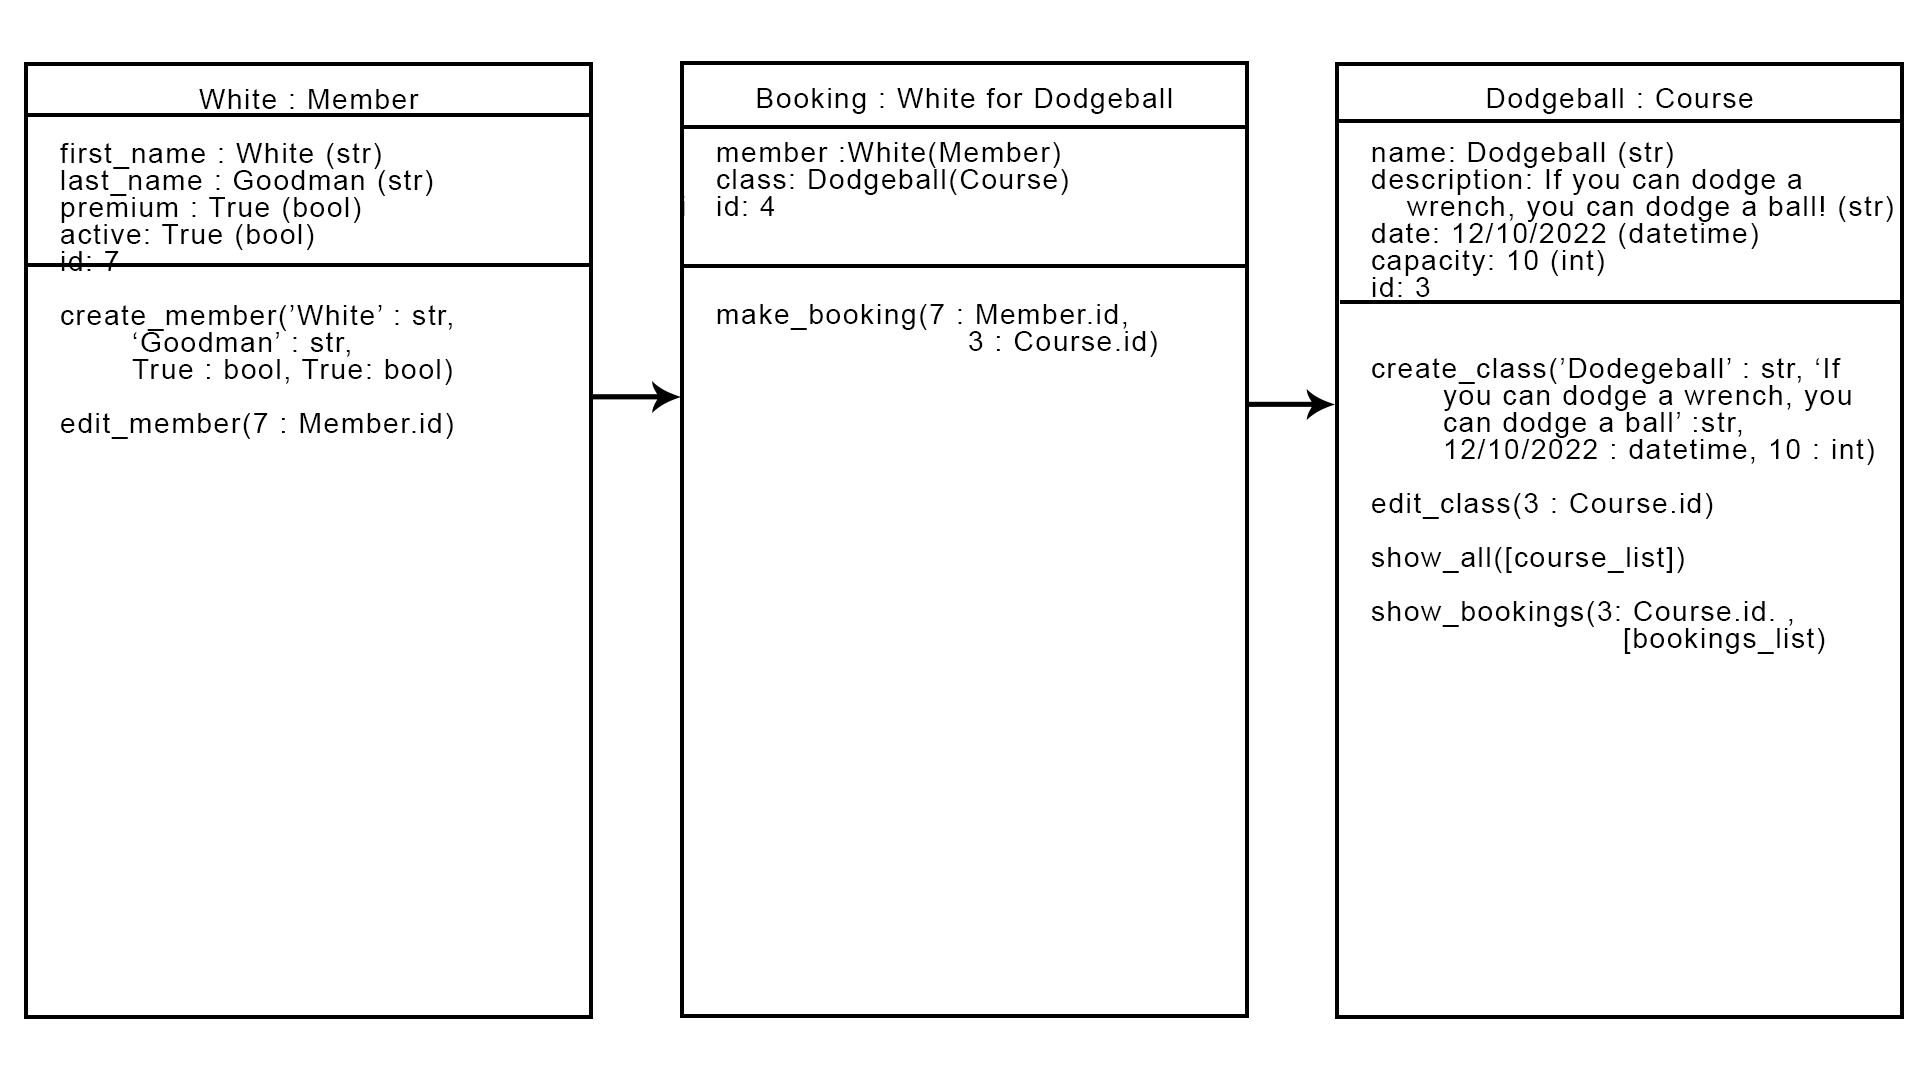 White : Member
first_name : White (str)
last_name : Goodman (str)
premium : True (bool)
active: True (bool)
id: 7
create_member(’White’ : str,
‘Goodman’ : str,
True : bool, True: bool)
edit_member(7 : Member.id)
Booking : White for Dodgeball
member :White(Member)
class: Dodgeball(Course)
id: 4
make_booking(7 : Member.id,
3 : Course.id)
Dodgeball : Course
name: Dodgeball (str)
description: If you can dodge a
wrench, you can dodge a ball! (str)
date: 12/10/2022 (datetime)
capacity: 10 (int)
id: 3
create_class(’Dodegeball’ : str, ‘If
you can dodge a wrench, you
can dodge a ball’ :str,
12/10/2022 : datetime, 10 : int)
edit_class(3 : Course.id)
show_all([course_list])
show_bookings(3: Course.id. ,
[bookings_list)